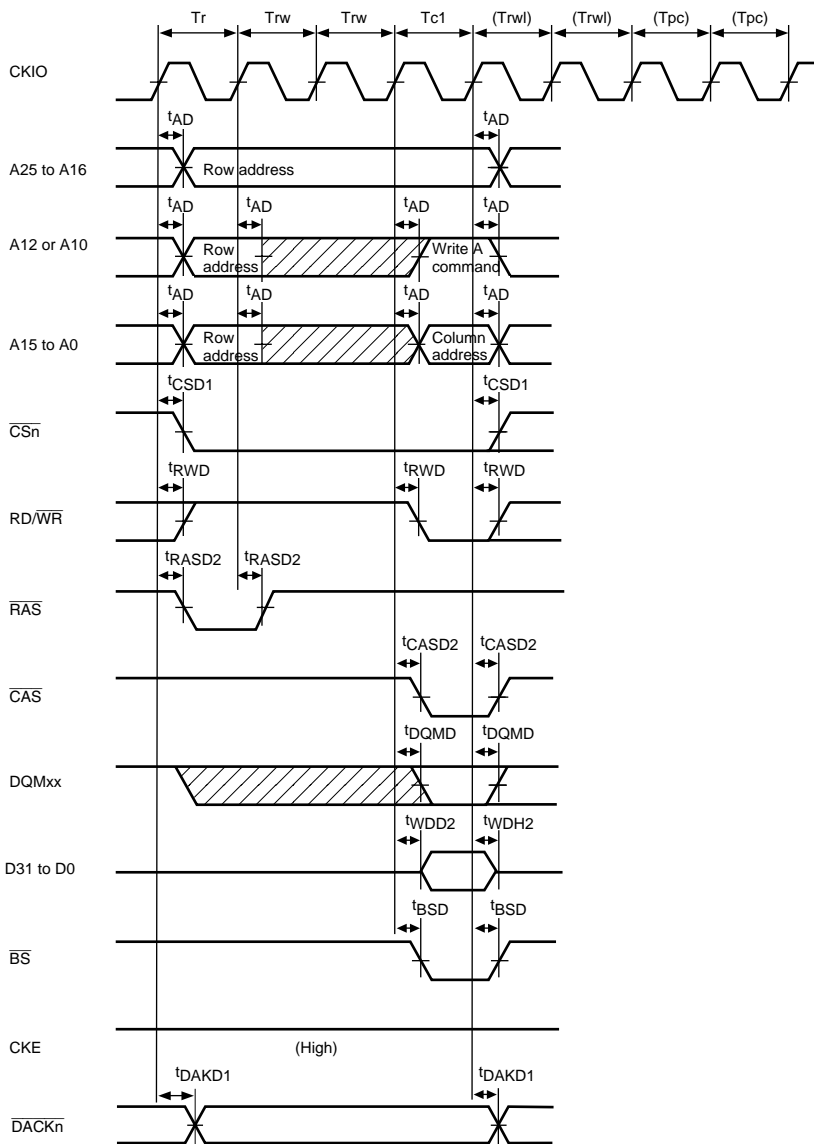 Tr Trw Trw Tc1 (Trwl) (Trwl) (Tpc) (Tpc)
CKIO
tAD tAD
A25 to A16 Row address
tAD tAD tAD tAD
A12 or A10 Row address Write A command
tAD tAD tAD tAD
A15 to A0 Row address Column address
tCSD1 tCSD1
CSn
tRWD tRWD tRWD
RD/WR
tRASD2 tRASD2
RAS
tCASD2 tCASD2
CAS
tDQMD tDQMD
DQMxx
tWDD2 tWDH2
D31 to D0
tBSD tBSD
BS
CKE (High)
tDAKD1 tDAKD1
DACKn